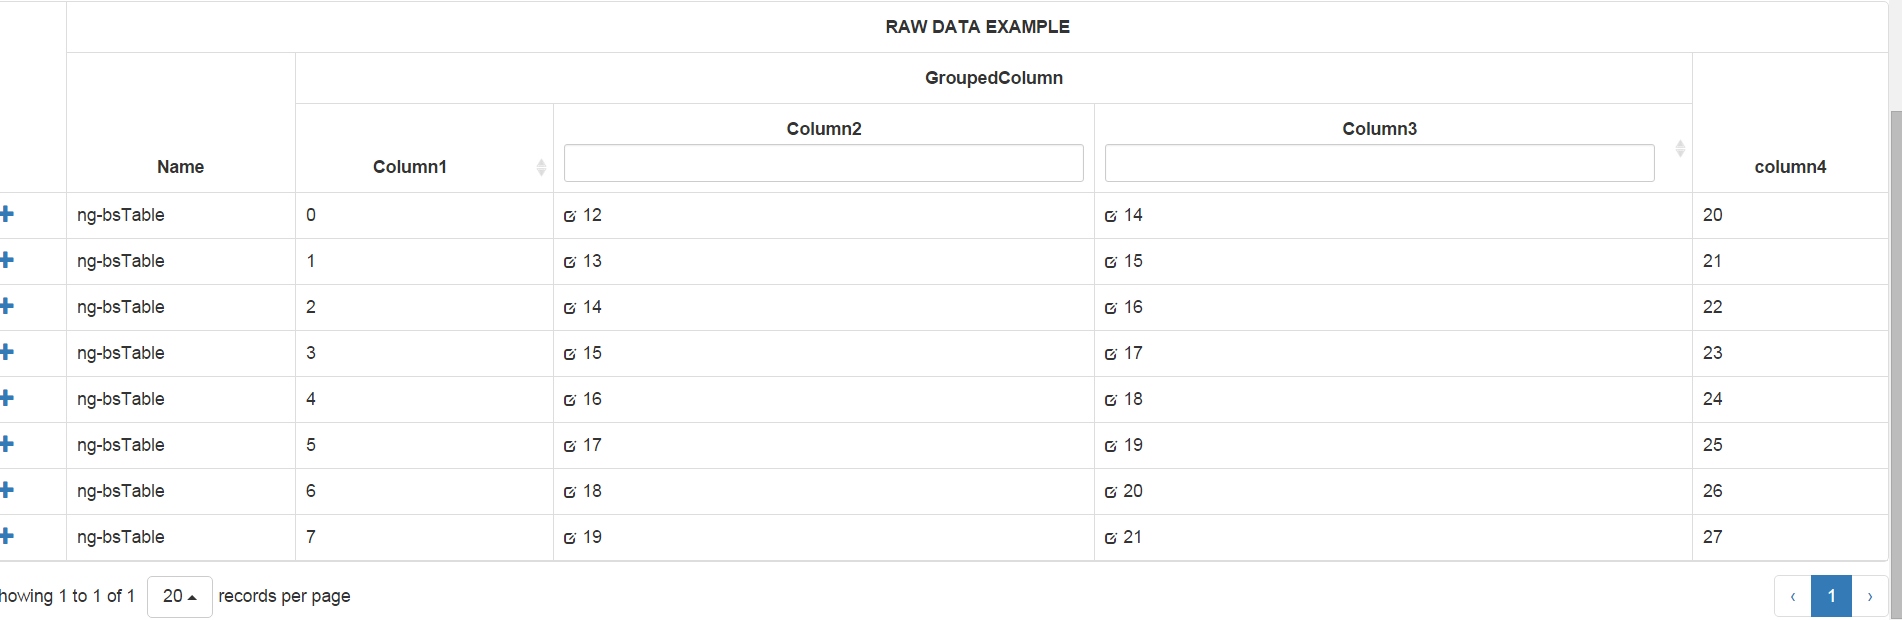 RAW DATA EXAMPLE
GroupedColumn
Column2 Column3
Name Column1 column4
ng-bsTable 0 12 14 20
ng-bsTable 1 13 15 21
ng-bsTable 2 14 16 22
ng-bsTable 3 15 17 23
ng-bsTable 4 16 18 24
ng-bsTable 5 17 19 25
ng-bsTable 6 18 20 26
ng-bsTable 7 19 21 27
howing 1 to 1 of 1 20 records per page ‹ 1 ›